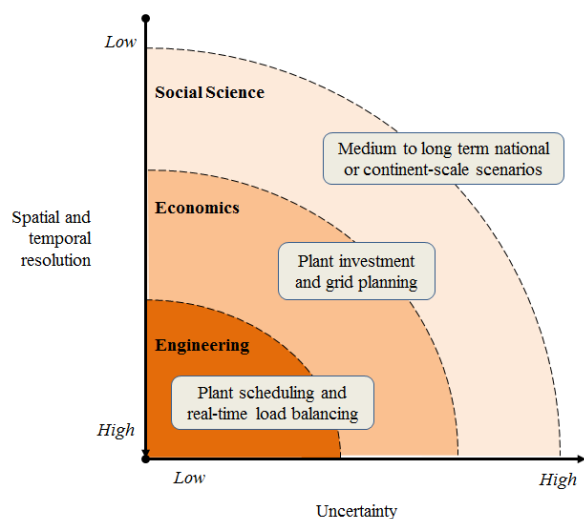 Low
Social Science
Medium to long term national
or continent-scale scenarios
Economics
Spatial and
temporal
resolution
Plant investment
and grid planning
Engineering
Plant scheduling and
real-time load balancing
High
Low
High
Uncertainty